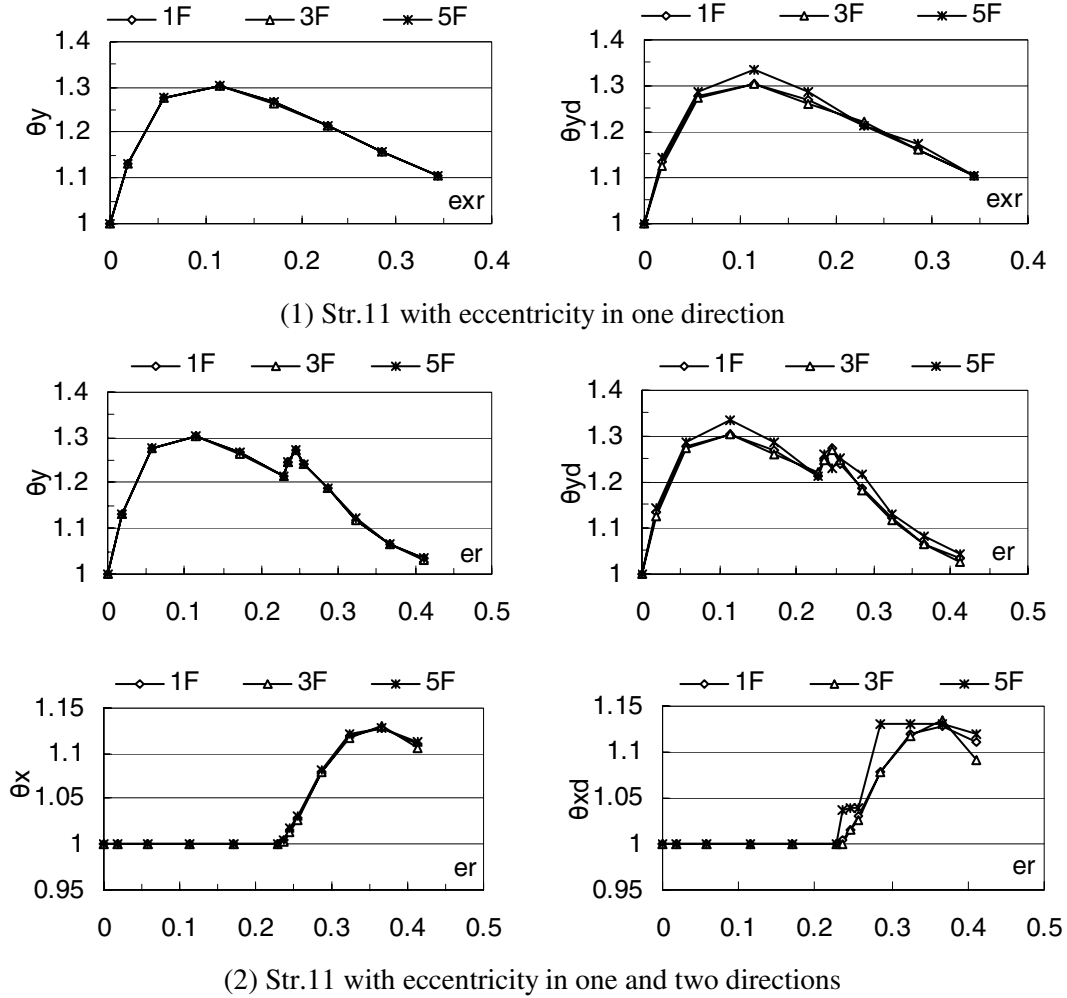 1F 3F 5F
1.4
1.3
1.2
1.1
1
θy
exr
0 0.1 0.2 0.3 0.4
1F 3F 5F
1.4
1.3
1.2
1.1
1
θyd
exr
0 0.1 0.2 0.3 0.4
(1) Str.11 with eccentricity in one direction
1F 3F 5F
1.4
1.3
1.2
1.1
1
θy
er
0 0.1 0.2 0.3 0.4 0.5
1F 3F 5F
1.4
1.3
1.2
1.1
1
θyd
er
0 0.1 0.2 0.3 0.4 0.5
1F 3F 5F
1.15
1.1
1.05
1
0.95
θx
er
0 0.1 0.2 0.3 0.4 0.5
1F 3F 5F
1.15
1.1
1.05
1
0.95
θxd
er
0 0.1 0.2 0.3 0.4 0.5
(2) Str.11 with eccentricity in one and two directions